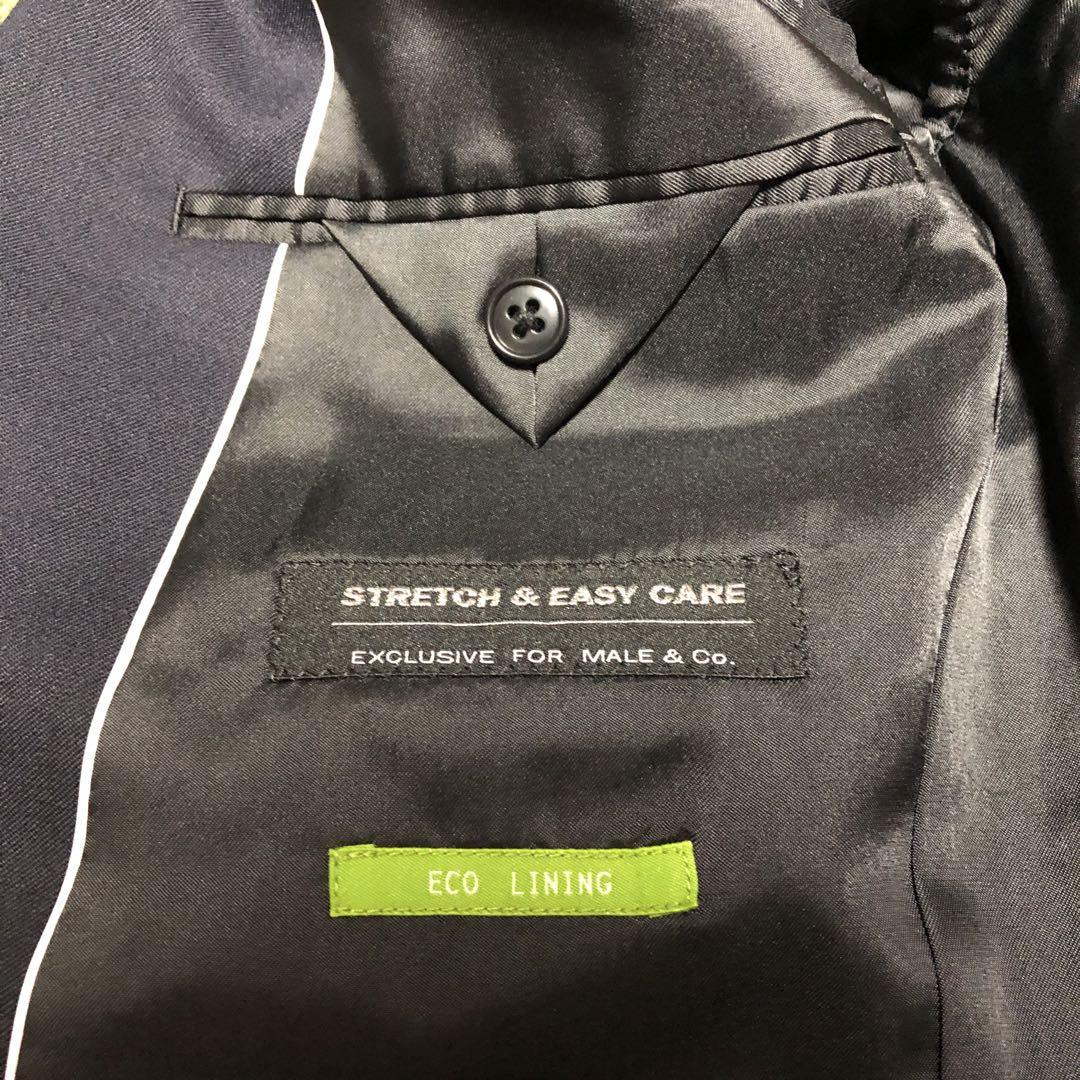 STRETCH & EASY CARE
EXCLUSIVE FOR MALE & Co.
ECO LINING